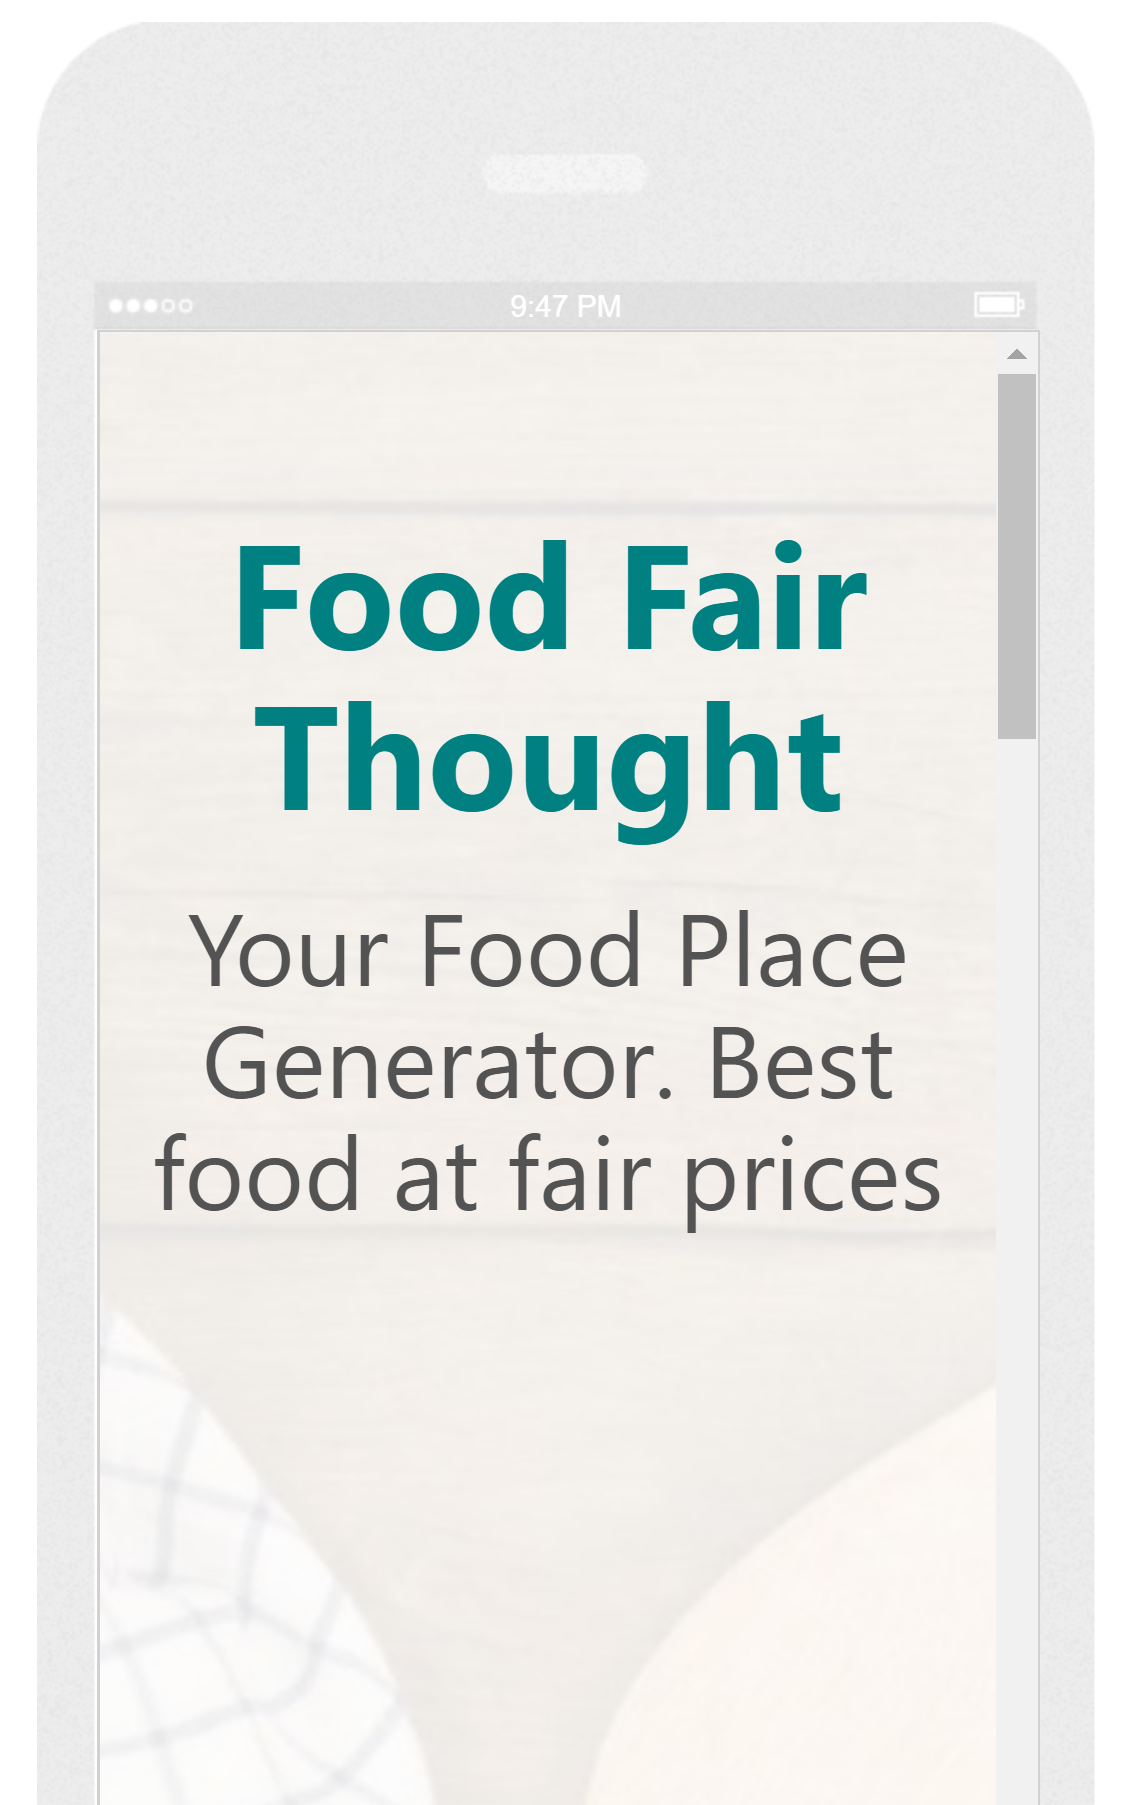 9:47 PM
Food Fair
Thought
Your Food Place
Generator. Best
food at fair prices